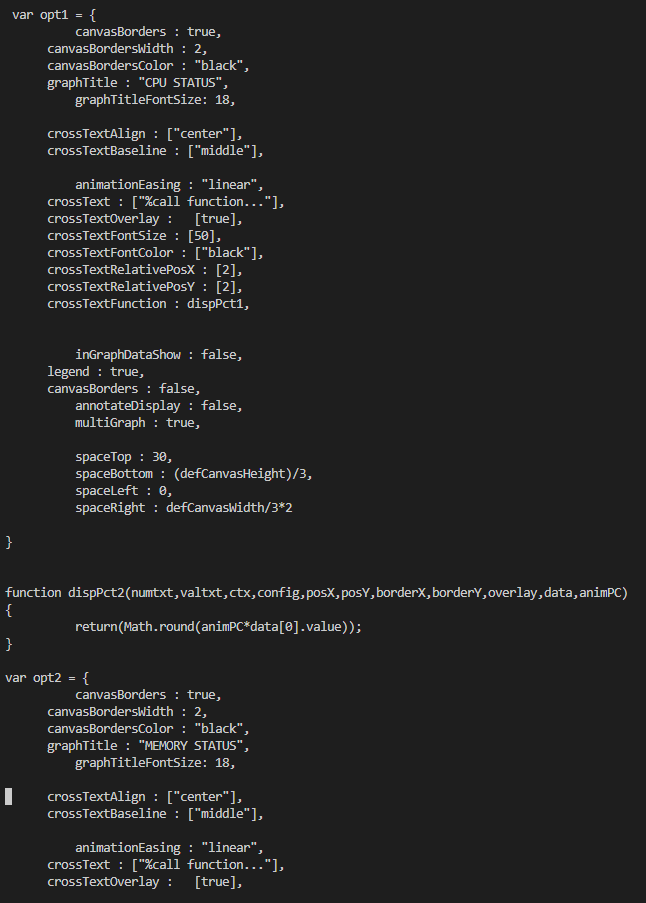 var opt1 = {
canvasBorders : true,
canvasBordersWidth : 2,
canvasBordersColor : "black",
graphTitle : "CPU STATUS",
graphTitleFontSize: 18,
crossTextAlign : ["center"],
crossTextBaseline : ["middle"],
animationEasing : "linear",
crossText : ["%call function..."],
crossTextOverlay :   [true],
crossTextFontSize : [50],
crossTextFontColor : ["black"],
crossTextRelativePosX : [2],
crossTextRelativePosY : [2],
crossTextFunction : dispPct1,
inGraphDataShow : false,
legend : true,
canvasBorders : false,
annotateDisplay : false,
multiGraph : true,
spaceTop : 30,
spaceBottom : (defCanvasHeight)/3,
spaceLeft : 0,
spaceRight : defCanvasWidth/3*2
}
function dispPct2(numtxt,valtxt,ctx,config,posX,posY,borderX,borderY,overlay,data,animPC)
{
return(Math.round(animPC*data[0].value));
}
var opt2 = {
canvasBorders : true,
canvasBordersWidth : 2,
canvasBordersColor : "black",
graphTitle : "MEMORY STATUS",
graphTitleFontSize: 18,
crossTextAlign : ["center"],
crossTextBaseline : ["middle"],
animationEasing : "linear",
crossText : ["%call function..."],
crossTextOverlay :   [true],